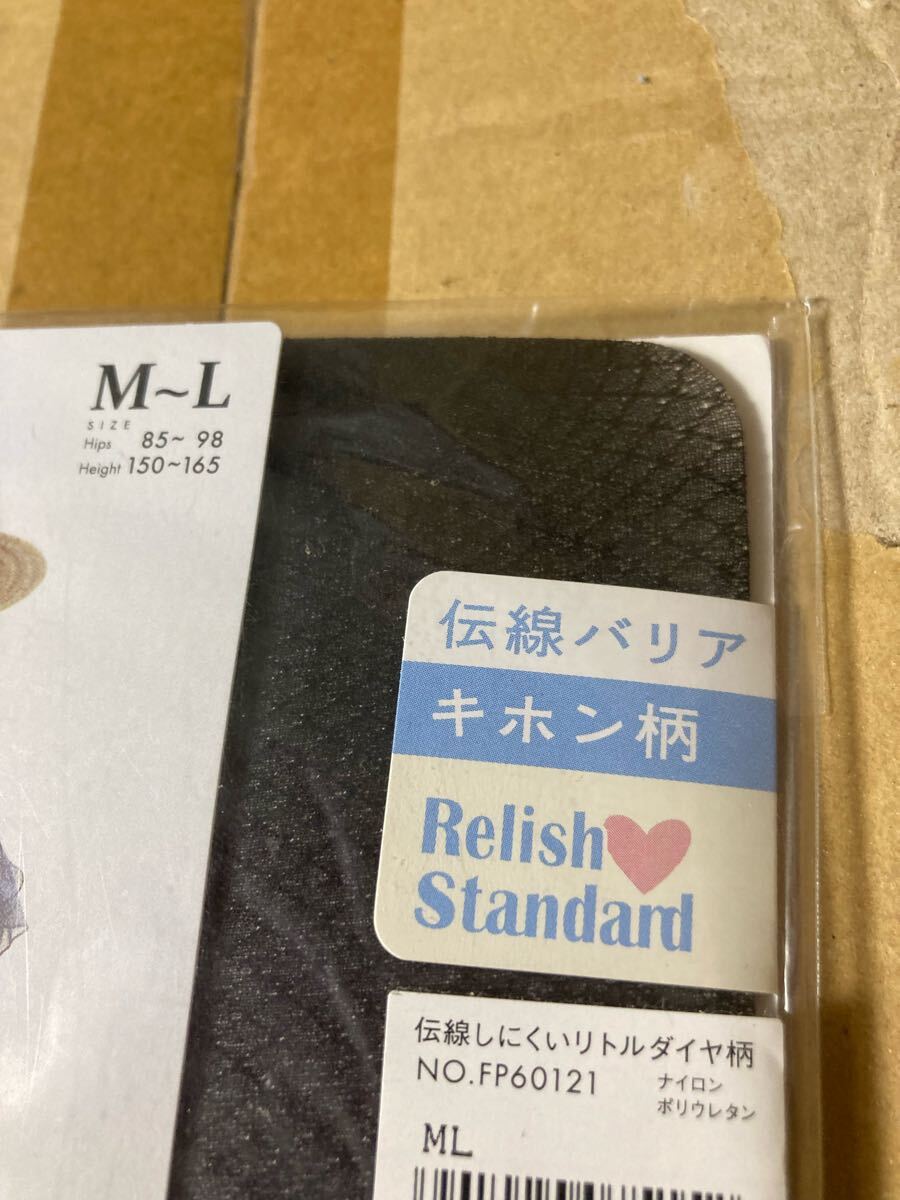 M~L
SIZE
Hips 85~98
Height 150~165
伝線バリア
キホン柄
Relish
Standard
伝線しにくいリトルダイヤ柄
NO.FP60121
ナイロン
ポリウレタン
ML